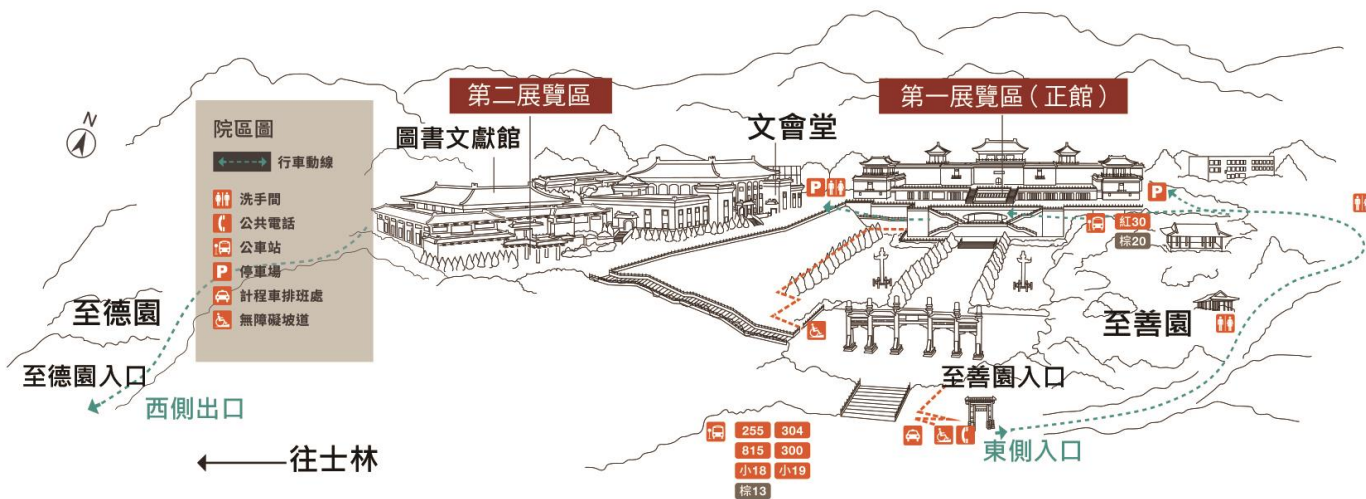 第二展覽區
第一展覽區（正館）
N
院區圖
行車動線
圖書文獻館
文會堂
洗手間
公共電話
公車站
P 停車場
計程車排班處
無障礙坡道
P
P
紅30
棕20
至德園
至善園
至德園入口
至善園入口
西側出口
東側入口
往士林
255 304
815 300
小18 小19
棕13